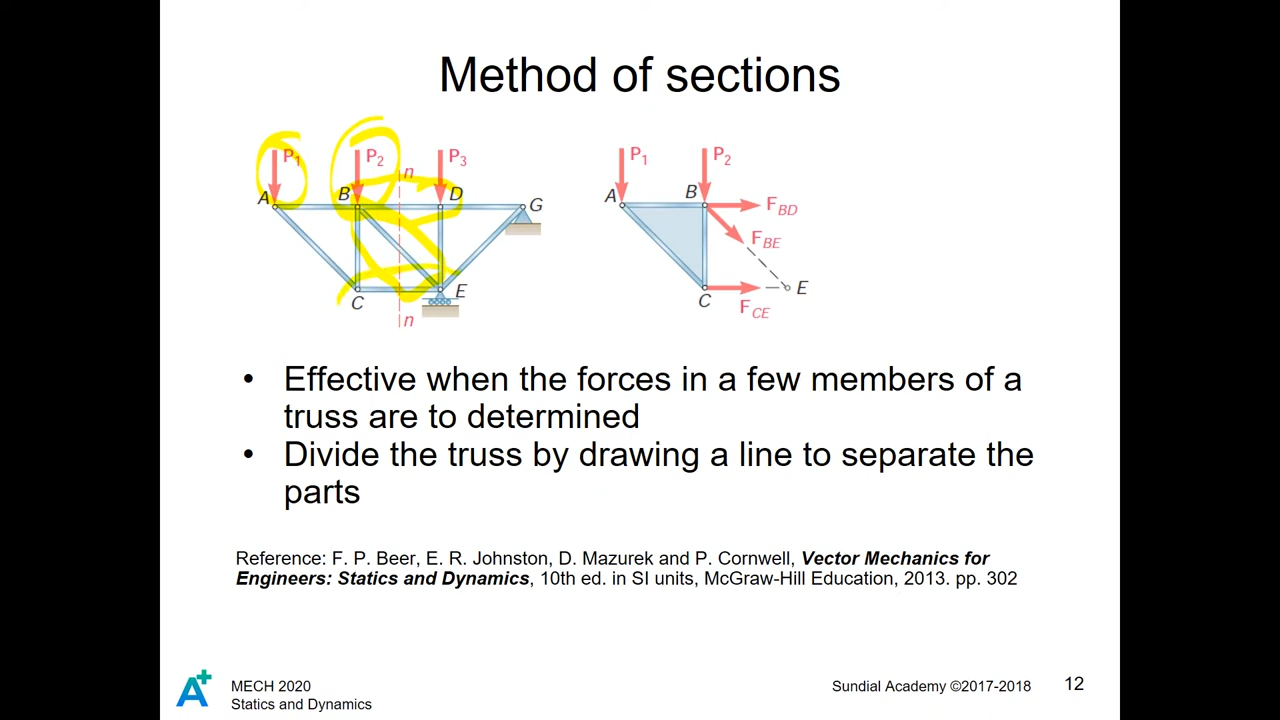 Method of sections
P1 P2 P3
n
A B D G
C E
n
P1 P2
A B FBD
FBE
C E
FCE
• Effective when the forces in a few members of a
truss are to determined
• Divide the truss by drawing a line to separate the
parts
Reference: F. P. Beer, E. R. Johnston, D. Mazurek and P. Cornwell, Vector Mechanics for
Engineers: Statics and Dynamics, 10th ed. in SI units, McGraw-Hill Education, 2013. pp. 302
A+
MECH 2020
Statics and Dynamics
Sundial Academy ©2017-2018
12